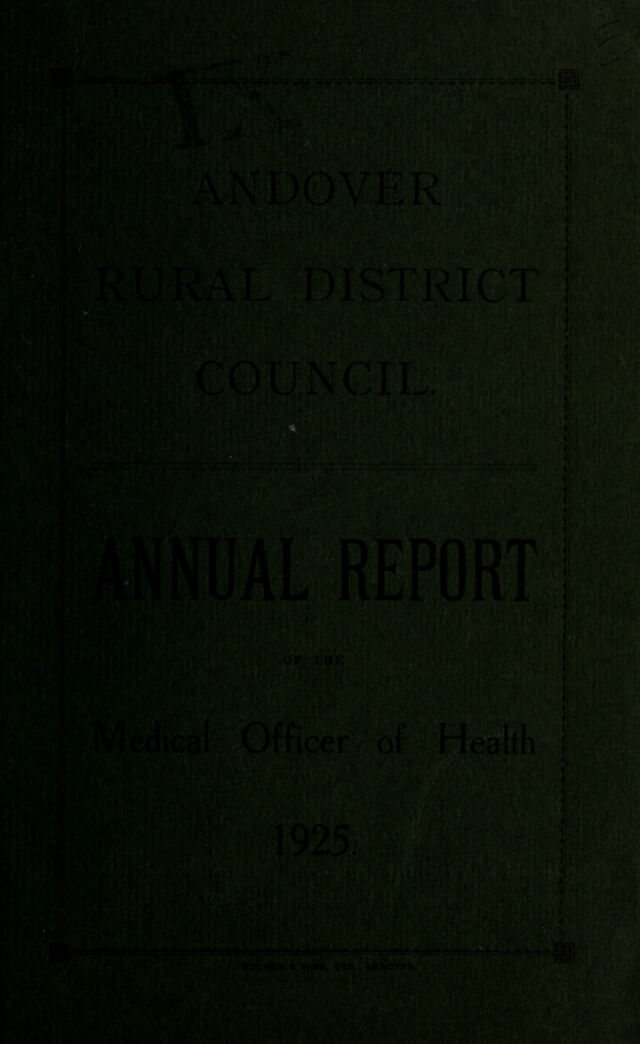 ANDOVER
RURAL DISTRICT
COUNCIL.
ANNUAL REPORT
OF THE
Medical Officer of Health
1925.